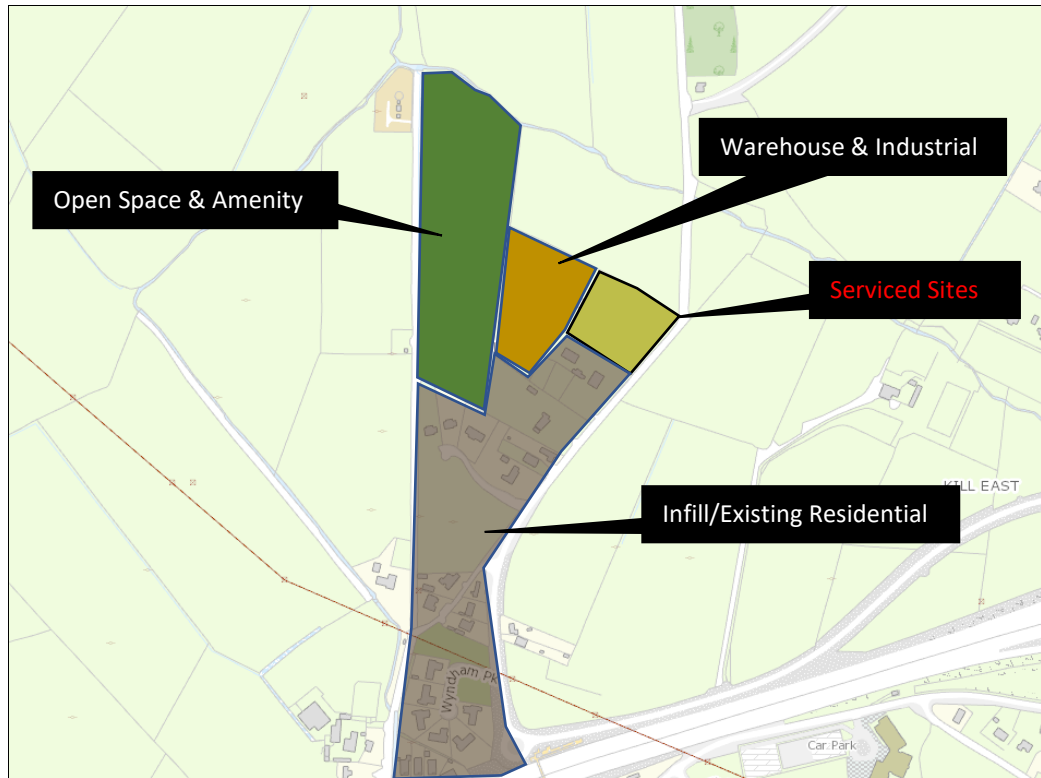 Warehouse & Industrial
Open Space & Amenity
Serviced Sites
KILL EAST
Infill/Existing Residential
Wyndham Pk
Car Park